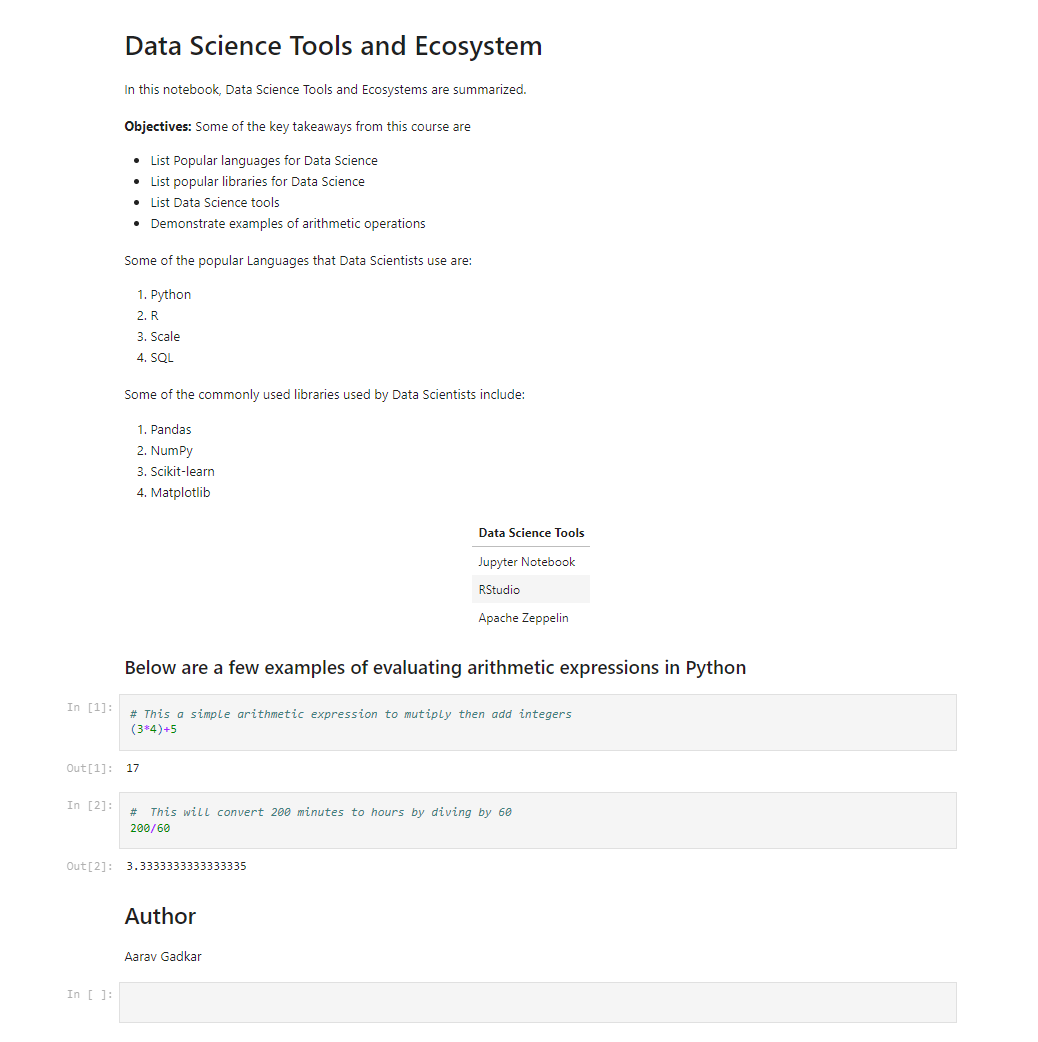 Data Science Tools and Ecosystem
In this notebook, Data Science Tools and Ecosystems are summarized.
Objectives: Some of the key takeaways from this course are
• List Popular languages for Data Science
• List popular libraries for Data Science
• List Data Science tools
• Demonstrate examples of arithmetic operations
Some of the popular Languages that Data Scientists use are:
1. Python
2. R
3. Scale
4. SQL
Some of the commonly used libraries used by Data Scientists include:
1. Pandas
2. NumPy
3. Scikit-learn
4. Matplotlib
Data Science Tools
Jupyter Notebook
RStudio
Apache Zeppelin
Below are a few examples of evaluating arithmetic expressions in Python
In [1]:
# This a simple arithmetic expression to mutiply then add integers
(3*4)+5
Out[1]: 17
In [2]:
#  This will convert 200 minutes to hours by diving by 60
200/60
Out[2]: 3.3333333333333335
Author
Aarav Gadkar
In [ ]: